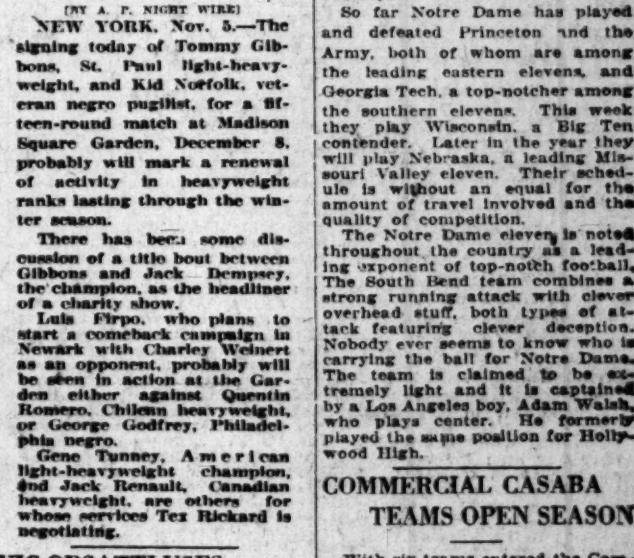 [BY A. P. NIGHT WIRE]
NEW YORK, Nov. 5.—The
signing today of Tommy Gib-
bons, St. Paul light-heavy-
weight, and Kid Norfolk, vet-
eran negro pugilist, for a fif-
teen-round match at Madison
Square Garden, December 8,
probably will mark a renewal
of activity in heavyweight
ranks lasting through the win-
ter season.
There has been some dis-
cussion of a title bout between
Gibbons and Jack Dempsey,
the champion, as the headliner
of a charity show.
Luis Firpo, who plans to
start a comeback campaign in
Newark with Charley Weinert
as an opponent, probably will
be seen in action at the Gar-
den either against Quentin
Romero, Chilean heavyweight,
or George Godfrey, Philadel-
phia negro.
Gene Tunney, American
light-heavyweight champion,
and Jack Renault, Canadian
heavyweight, are others for
whose services Tex Rickard is
negotiating.
So far Notre Dame has played
and defeated Princeton and the
Army, both of whom are among
the leading eastern elevens, and
Georgia Tech, a top-notcher among
the southern elevens. This week
they play Wisconsin, a Big Ten
contender. Later in the year they
will play Nebraska, a leading Mis-
souri Valley eleven. Their sched-
ule is without an equal for the
amount of travel involved and the
quality of competition.
The Notre Dame eleven is noted
throughout the country as a lead-
ing exponent of top-notch football.
The South Bend team combines a
strong running attack with clever
overhead stuff, both types of at-
tack featuring clever deception.
Nobody ever seems to know who is
carrying the ball for Notre Dame.
The team is claimed to be ex-
tremely light and it is captained
by a Los Angeles boy, Adam Walsh,
who plays center. He formerly
played the same position for Holly-
wood High.
COMMERCIAL CASABA
TEAMS OPEN SEASON